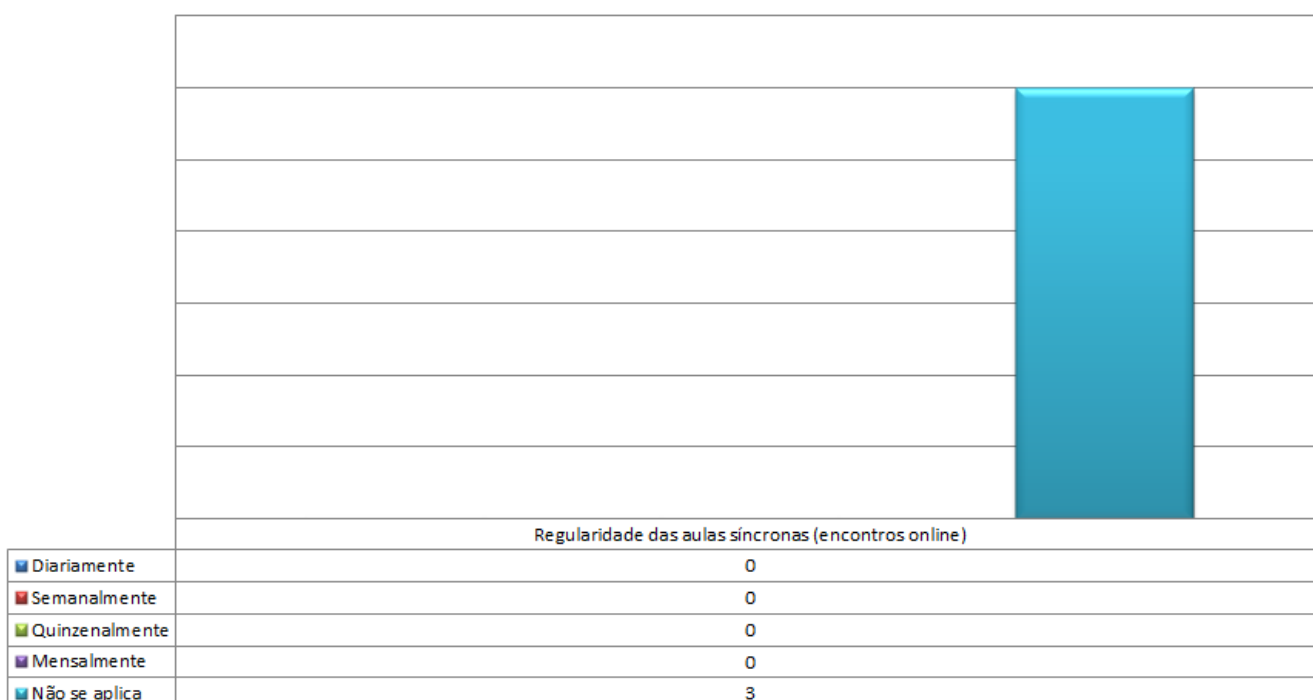 Regularidade das aulas síncronas (encontros online)
Diariamente 0
Semanalmente 0
Quinzenalmente 0
Mensalmente 0
Não se aplica 3